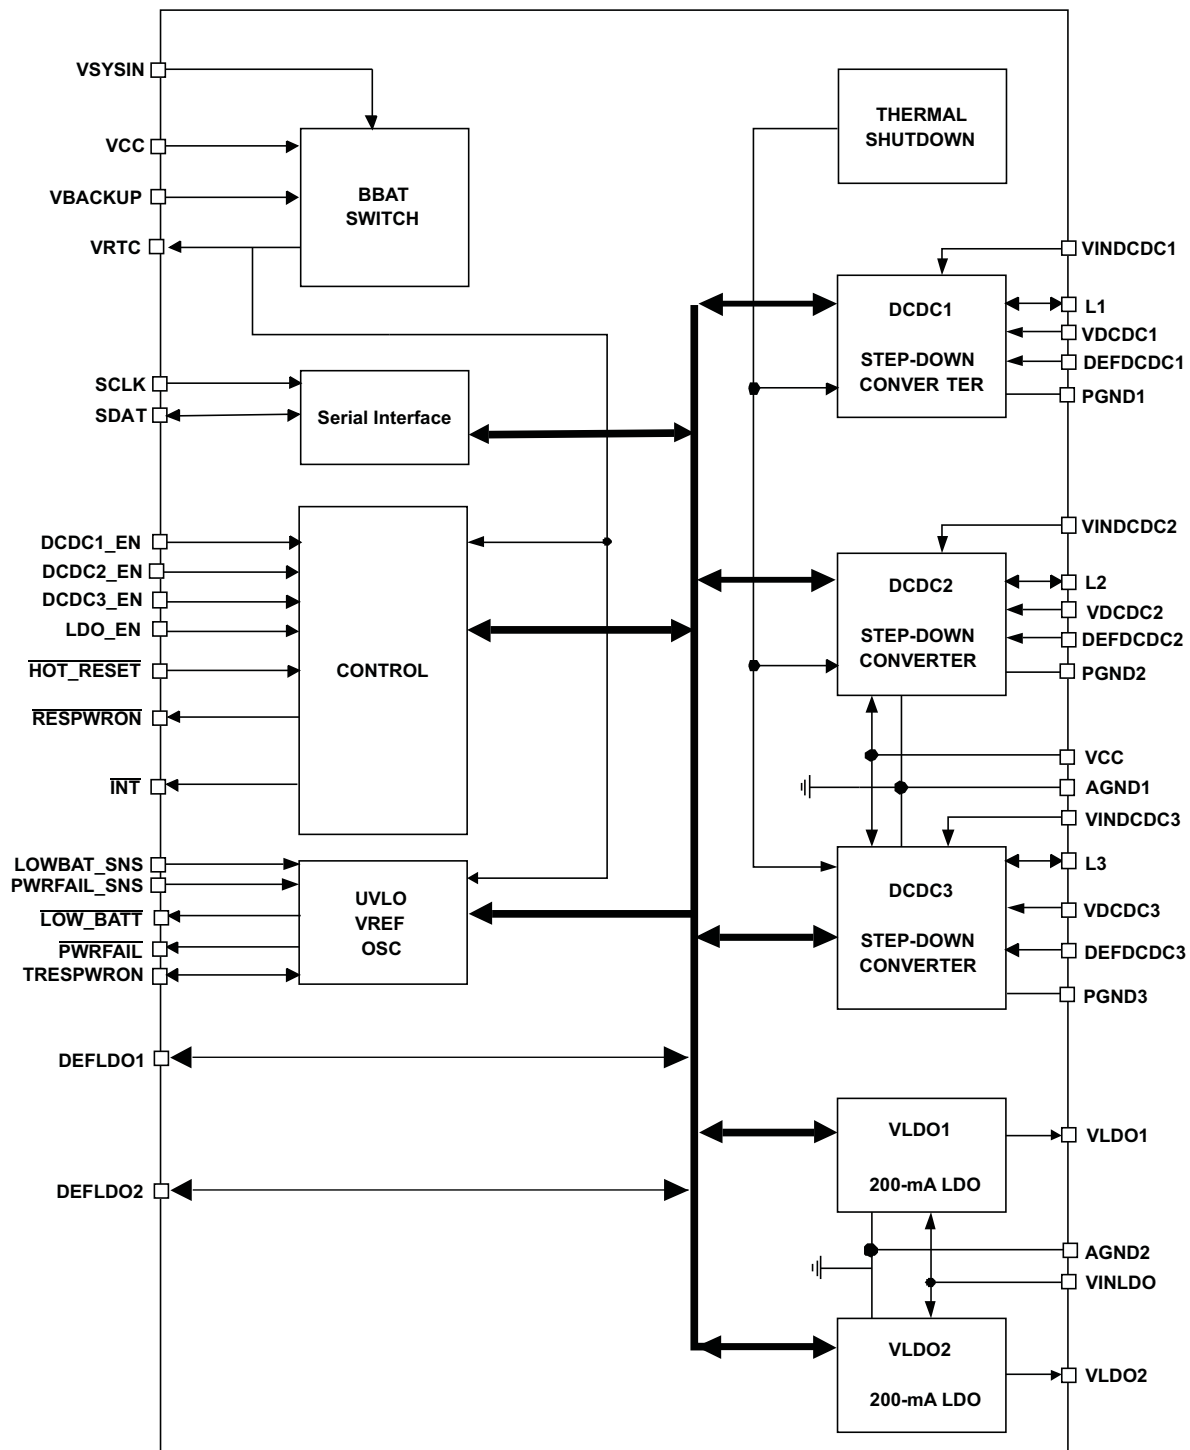 VSYSIN
VCC
VBACKUP
VRTC
BBAT
SWITCH
THERMAL
SHUTDOWN
SCLK
SDAT
Serial Interface
DCDC1_EN
DCDC2_EN
DCDC3_EN
LDO_EN
HOT_RESET
RESPWRON
INT
CONTROL
LOWBAT_SNS
PWRFAIL_SNS
LOW_BATT
PWRFAIL
TRESPWRON
UVLO
VREF
OSC
DEFLDO1
DEFLDO2
DCDC1
STEP-DOWN
CONVER TER
VINDCDC1
L1
VDCDC1
DEFDCDC1
PGND1
DCDC2
STEP-DOWN
CONVERTER
VINDCDC2
L2
VDCDC2
DEFDCDC2
PGND2
VCC
AGND1
VINDCDC3
DCDC3
STEP-DOWN
CONVERTER
L3
VDCDC3
DEFDCDC3
PGND3
VLDO1
200-mA LDO
VLDO1
AGND2
VINLDO
VLDO2
200-mA LDO
VLDO2